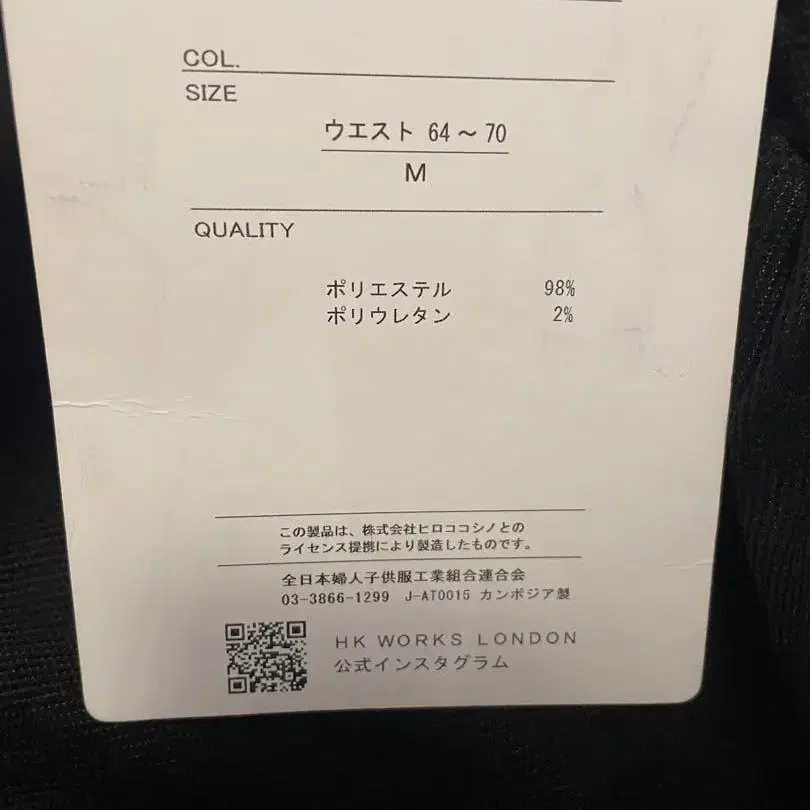 COL.
SIZE
ウエスト 64～70
M
QUALITY
ポリエステル 98%
ポリウレタン 2%
この製品は、株式会社ヒロココシノとの
ライセンス提携により製造したものです。
全日本婦人子供服工業組合連合会
03-3866-1299 J-AT0015 カンボジア製
HK WORKS LONDON
公式インスタグラム